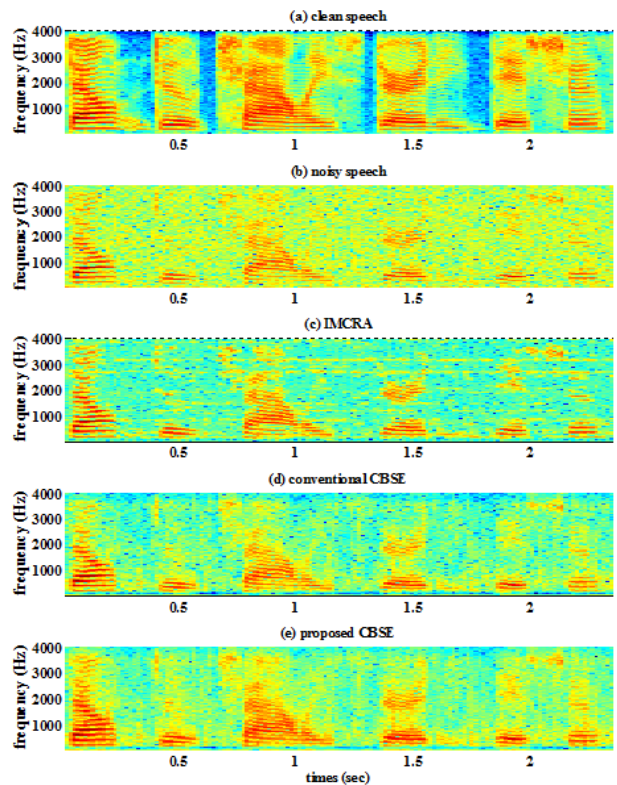 (a) clean speech
frequency (Hz)
4000
3000
2000
1000
0.5 1 1.5 2
(b) noisy speech
frequency (Hz)
4000
3000
2000
1000
0.5 1 1.5 2
(c) IMCRA
frequency (Hz)
4000
3000
2000
1000
0.5 1 1.5 2
(d) conventional CBSE
frequency (Hz)
4000
3000
2000
1000
0.5 1 1.5 2
(e) proposed CBSE
frequency (Hz)
4000
3000
2000
1000
0.5 1 1.5 2
times (sec)